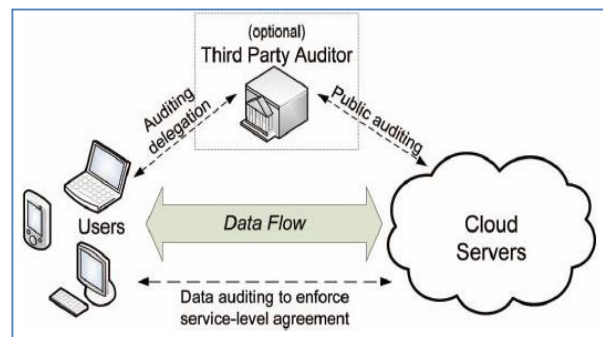 (optional)
Third Party Auditor
Auditing
delegation
Public auditing
Users
Data Flow
Cloud
Servers
Data auditing to enforce
service-level agreement